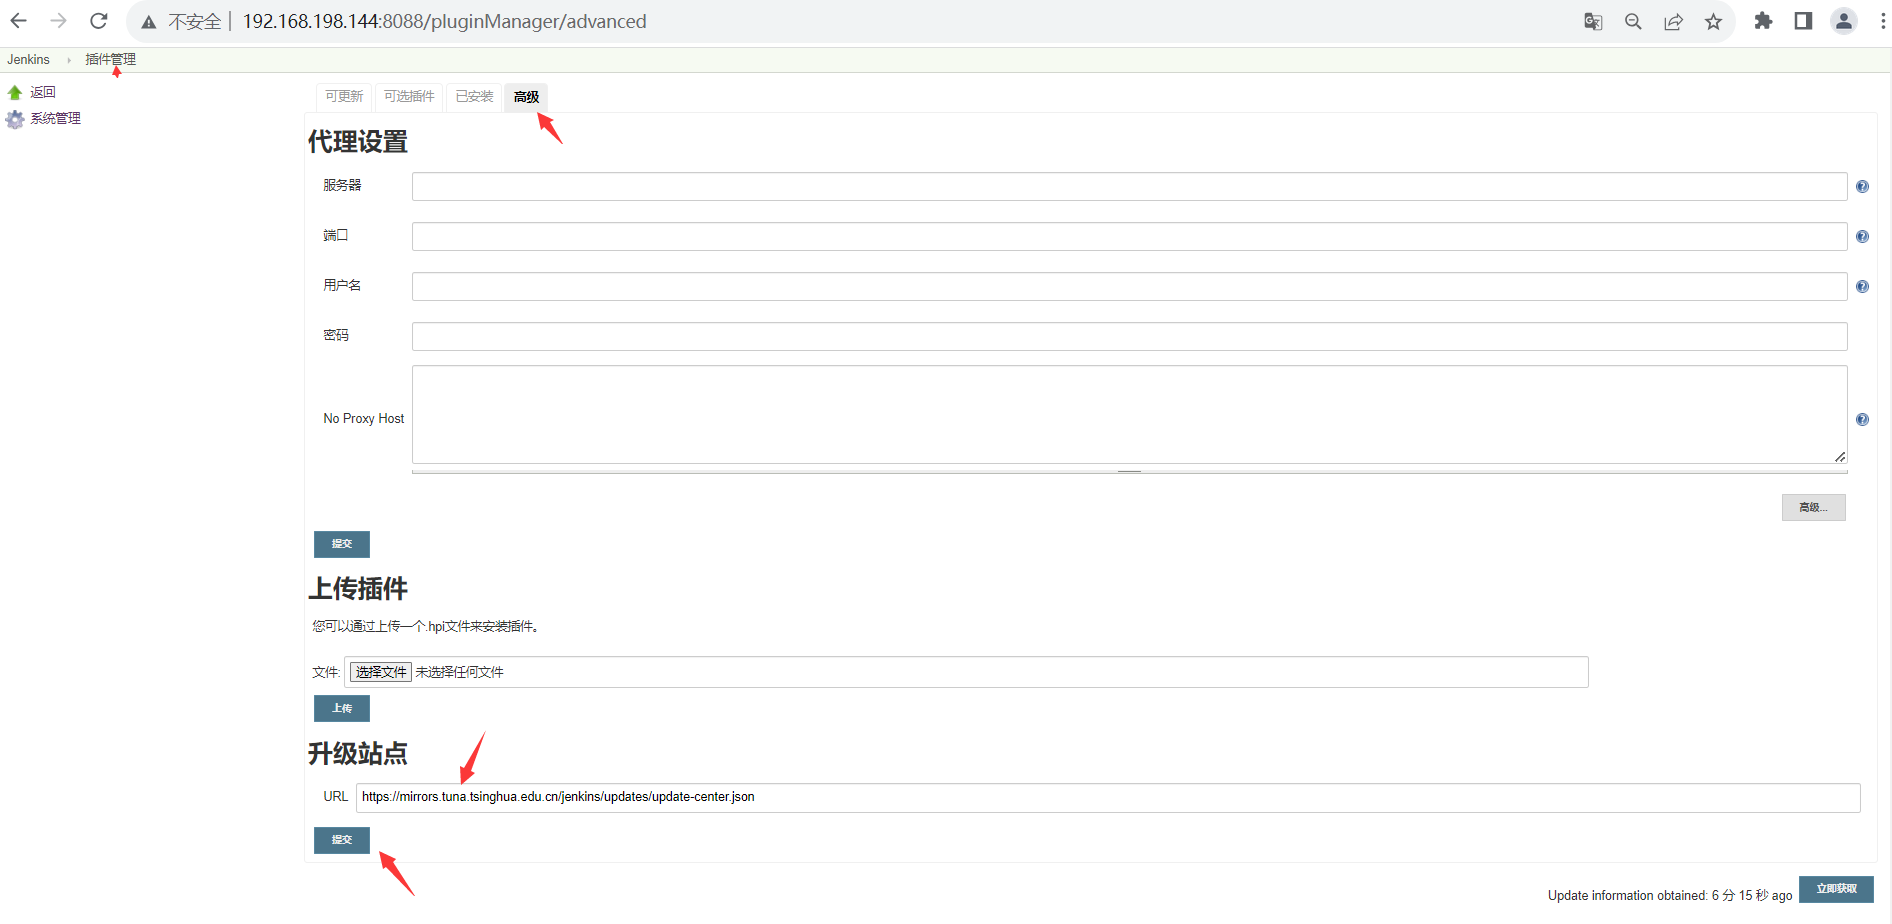 不安全 192.168.198.144:8088/pluginManager/advanced
Jenkins 插件管理
返回
系统管理
可更新 可选插件 已安装 高级
代理设置
服务器
端口
用户名
密码
No Proxy Host
高级...
提交
上传插件
您可以通过上传一个.hpi文件来安装插件。
文件: 选择文件 未选择任何文件
上传
升级站点
URL https://mirrors.tuna.tsinghua.edu.cn/jenkins/updates/update-center.json
提交
Update information obtained: 6 分 15 秒 ago 立即获取